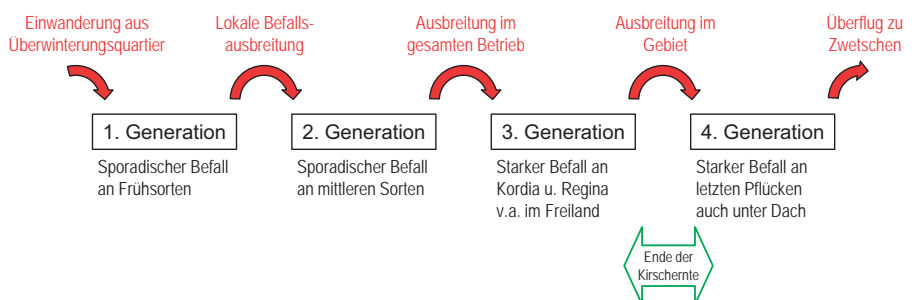 Einwanderung aus
Überwinterungsquartier
Lokale Befalls-
ausbreitung
Ausbreitung im
gesamten Betrieb
Ausbreitung im
Gebiet
Überflug zu
Zwetschen
1. Generation
2. Generation
3. Generation
4. Generation
Sporadischer Befall
an Frühsorten
Sporadischer Befall
an mittleren Sorten
Starker Befall an
Kordia u. Regina
v.a. im Freiland
Starker Befall an
letzten Pflücken
auch unter Dach
Ende der
Kirschernte